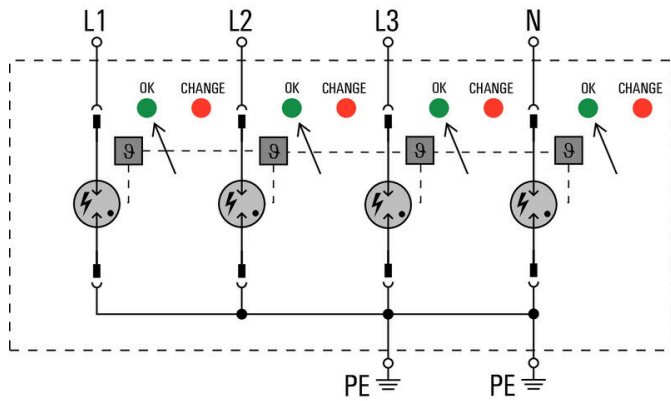 L1 L2 L3 N
OK CHANGE OK CHANGE OK CHANGE OK CHANGE
ϑ ϑ ϑ ϑ
PE PE